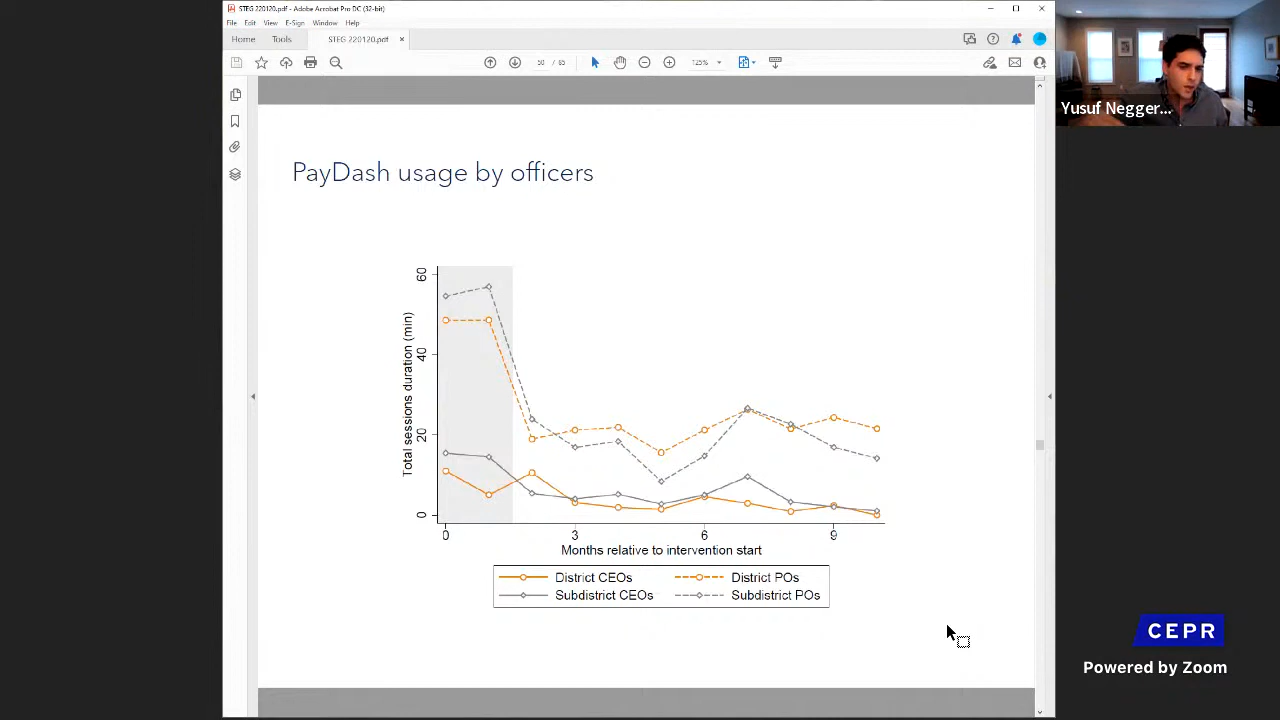 STEG 220120.pdf - Adobe Acrobat Pro DC (32-bit)
File Edit View E-Sign Window Help
Home Tools STEG 220120.pdf ×
50 / 65 125%
Yusuf Negger...
PayDash usage by officers
Total sessions duration (min)
60
40
20
0
0 3 6 9
Months relative to intervention start
District CEOs District POs
Subdistrict CEOs Subdistrict POs
CEPR
Powered by Zoom